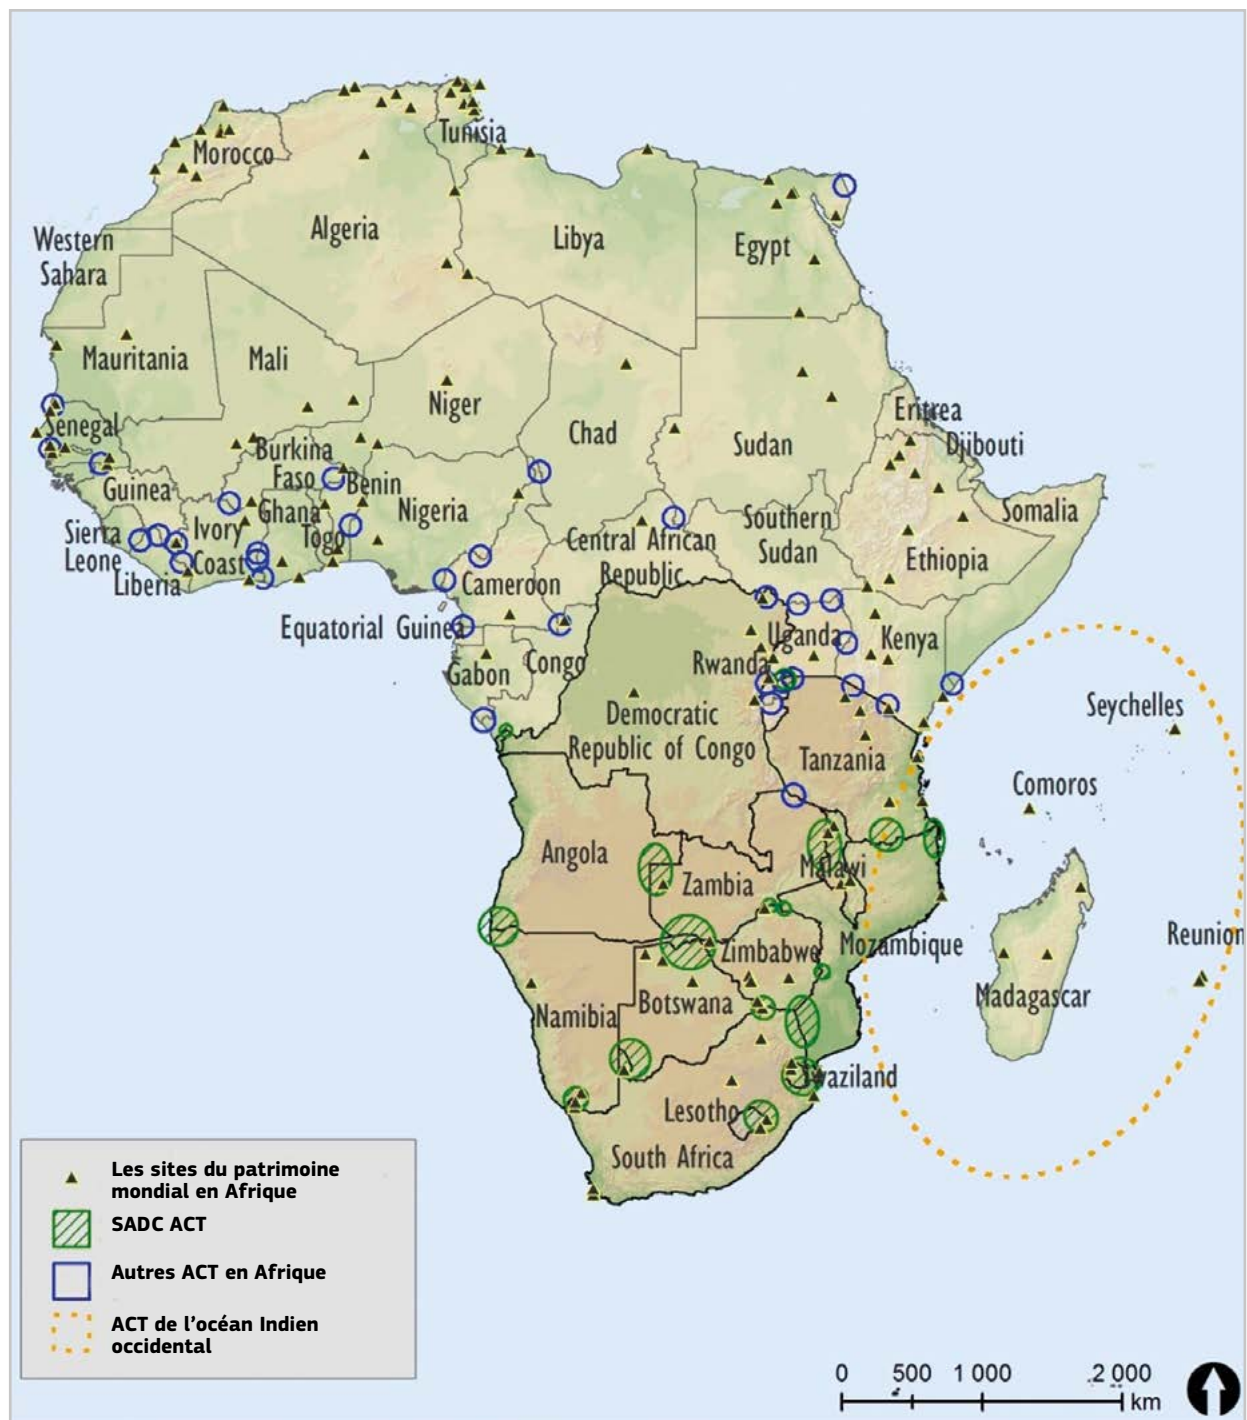 Tunisia
Morocco
Algeria
Libya
Egypt
Western
Sahara
Mauritania
Mali
Niger
Chad
Sudan
Eritrea
Djibouti
Senegal
Burkina
Faso
Benin
Guinea
Ghana
Nigeria
Ivory
Coast
Togo
Sierra
Leone
Liberia
Central African
Republic
Southern
Sudan
Somalia
Ethiopia
Cameroon
Equatorial Guinea
Uganda
Kenya
Rwanda
Gabon
Congo
Democratic
Republic of Congo
Tanzania
Seychelles
Comoros
Angola
Zambia
Malawi
Mozambique
Zimbabwe
Reunion
Madagascar
Namibia
Botswana
Swaziland
Lesotho
South Africa
Les sites du patrimoine
mondial en Afrique
SADC ACT
Autres ACT en Afrique
ACT de l'océan Indien
occidental
0 500 1 000 2 000
km